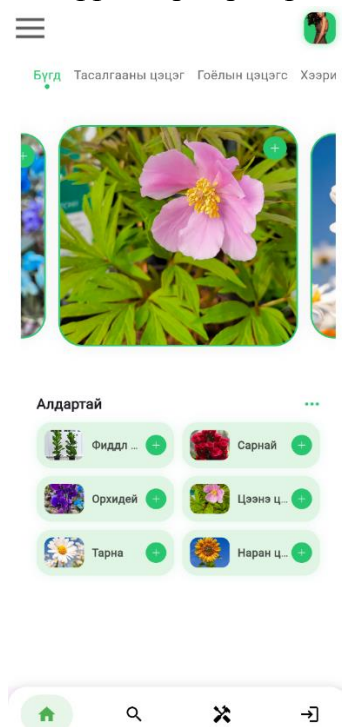 Бүгд Тасалгааны цэцэг Гоёлын цэцэгс Хээри
Алдартай
Фиддл ... Сарнай
Орхидей Цээнэ ц...
Тарна Наран ц...